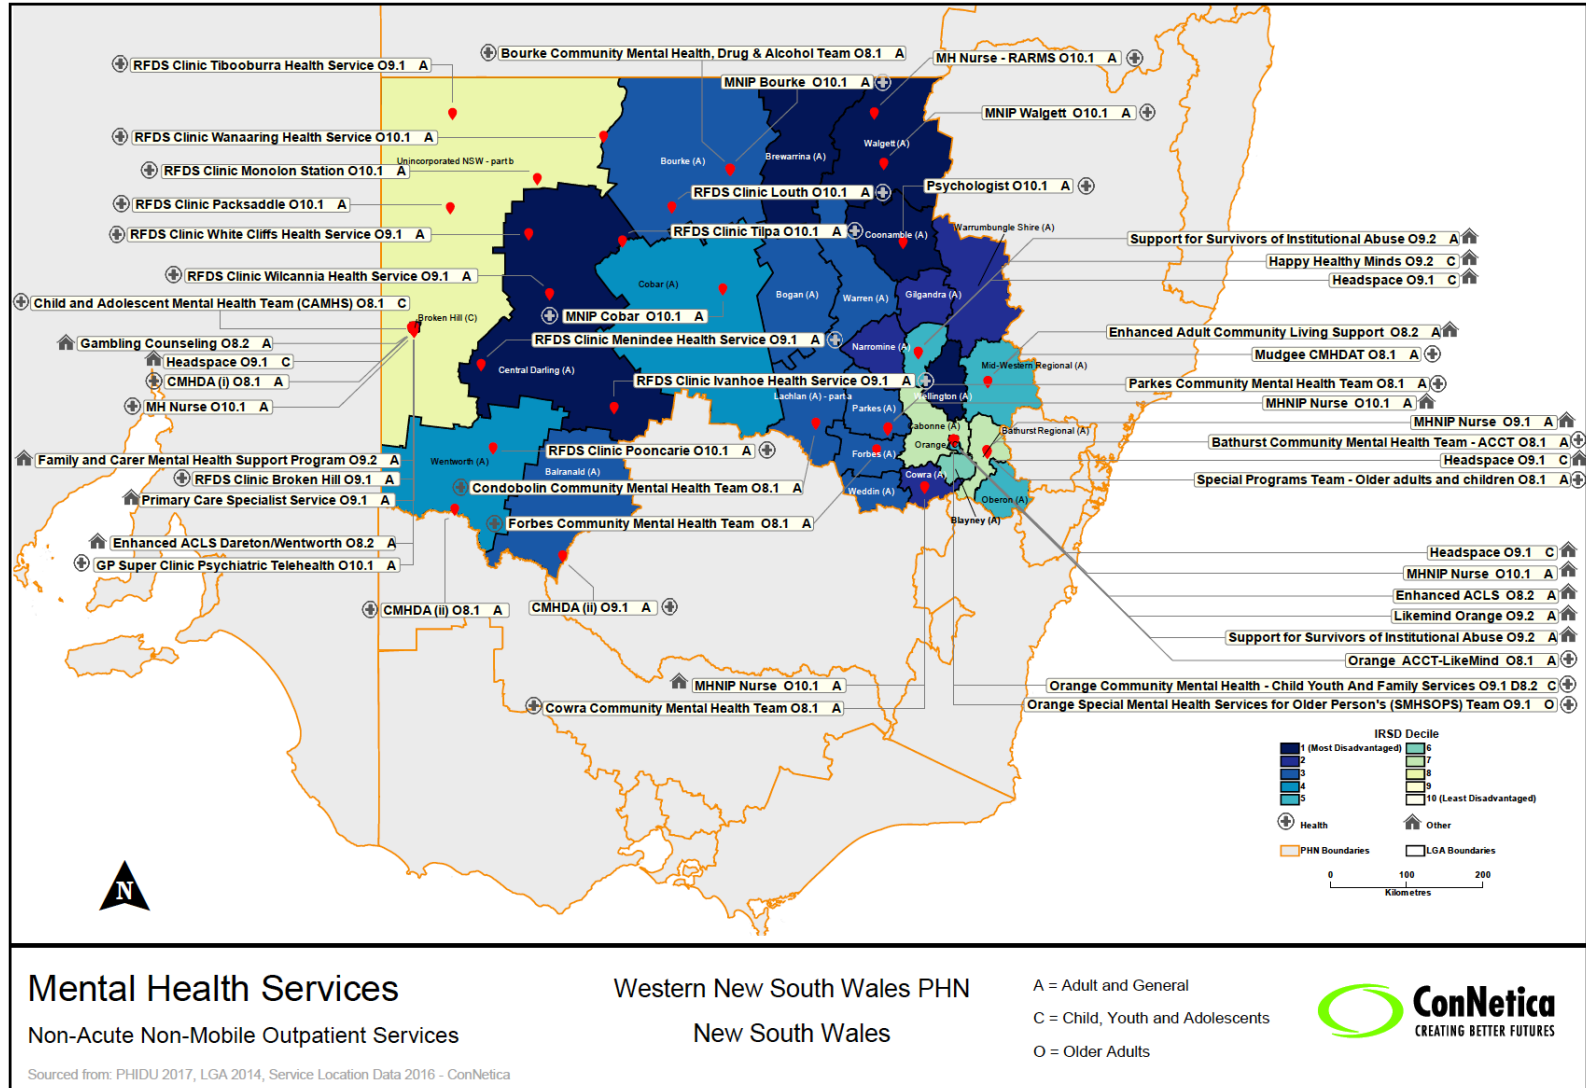 Bourke Community Mental Health, Drug & Alcohol Team O8.1 A
MH Nurse - RARMS O10.1 A
RFDS Clinic Tibooburra Health Service O9.1 A
MNIP Bourke O10.1 A
MNIP Walgett O10.1 A
RFDS Clinic Wanaaring Health Service O10.1 A
Walgett (A)
Brewarrina (A)
Bourke (A)
Unincorporated NSW - part b
RFDS Clinic Monolon Station O10.1 A
Psychologist O10.1 A
RFDS Clinic Louth O10.1 A
RFDS Clinic Packsaddle O10.1 A
Warrumbungle Shire (A)
RFDS Clinic White Cliffs Health Service O9.1 A
RFDS Clinic Tilpa O10.1 A
Coonamble (A)
Support for Survivors of Institutional Abuse O9.2 A
Happy Healthy Minds O9.2 C
RFDS Clinic Wilcannia Health Service O9.1 A
Headspace O9.1 C
Cobar (A)
Bogan (A)
Warren (A)
Gilgandra (A)
Child and Adolescent Mental Health Team (CAMHS) O8.1 C
Broken Hill (C)
MNIP Cobar O10.1 A
Enhanced Adult Community Living Support O8.2 A
Gambling Counseling O8.2 A
RFDS Clinic Menindee Health Service O9.1 A
Narromine (A)
Mudgee CMHDAT O8.1 A
Headspace O9.1 C
Mid-Western Regional (A)
Central Darling (A)
CMHDA (i) O8.1 A
RFDS Clinic Ivanhoe Health Service O9.1 A
Parkes Community Mental Health Team O8.1 A
Lachlan (A) - part a
Wellington (A)
MH Nurse O10.1 A
Parkes (A)
MHNIP Nurse O10.1 A
MHNIP Nurse O9.1 A
Cabonne (A)
Bathurst Regional (A)
Orange
Bathurst Community Mental Health Team - ACCT O8.1 A
RFDS Clinic Pooncarie O10.1 A
Forbes (A)
Family and Carer Mental Health Support Program O9.2 A
Wentworth (A)
Headspace O9.1 C
Balranald (A)
RFDS Clinic Broken Hill O9.1 A
Cowra (A)
Special Programs Team - Older adults and children O8.1 A
Condobolin Community Mental Health Team O8.1 A
Weddin (A)
Oberon (A)
Primary Care Specialist Service O9.1 A
Blayney (A)
Forbes Community Mental Health Team O8.1 A
Enhanced ACLS Dareton/Wentworth O8.2 A
Headspace O9.1 C
GP Super Clinic Psychiatric Telehealth O10.1 A
MHNIP Nurse O10.1 A
Enhanced ACLS O8.2 A
CMHDA (ii) O8.1 A
CMHDA (ii) O9.1 A
Likemind Orange O9.2 A
Support for Survivors of Institutional Abuse O9.2 A
Orange ACCT-LikeMind O8.1 A
MHNIP Nurse O10.1 A
Orange Community Mental Health - Child Youth And Family Services O9.1 D8.2 C
Cowra Community Mental Health Team O8.1 A
Orange Special Mental Health Services for Older Person's (SMHSOPS) Team O9.1 O
IRSD Decile
1 (Most Disadvantaged) 6
2 7
3 8
4 9
5 10 (Least Disadvantaged)
Health Other
PHN Boundaries LGA Boundaries
0 100 200
Kilometres
N
Mental Health Services
Non-Acute Non-Mobile Outpatient Services
Sourced from: PHIDU 2017, LGA 2014, Service Location Data 2016 - ConNetica
Western New South Wales PHN
New South Wales
A = Adult and General
C = Child, Youth and Adolescents
O = Older Adults
ConNetica
CREATING BETTER FUTURES